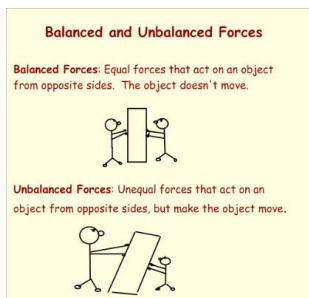 Balanced and Unbalanced Forces
Balanced Forces: Equal forces that act on an object
from opposite sides. The object doesn't move.
Unbalanced Forces: Unequal forces that act on an
object from opposite sides, but make the object move.